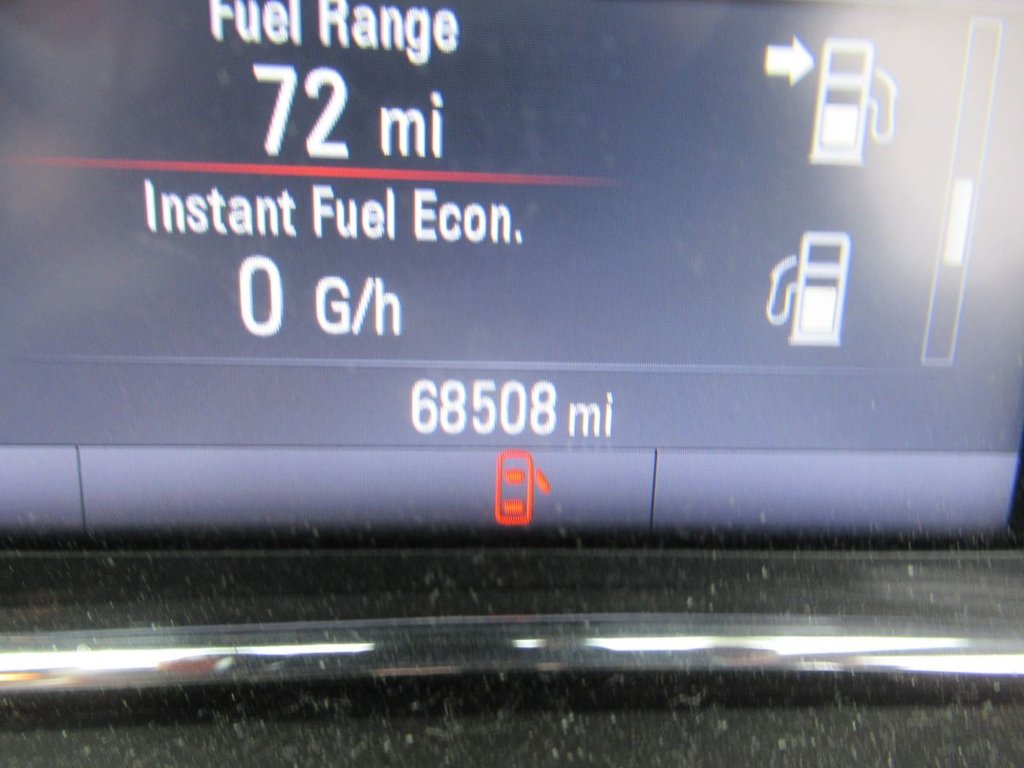 Fuel Range
72 mi
Instant Fuel Econ.
0 G/h
68508 mi